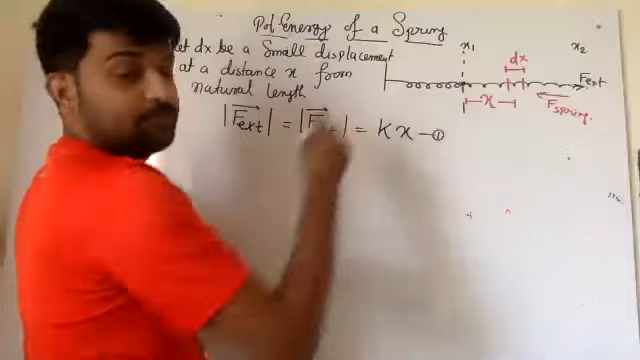 Pot Energy of a Spring
Let dx be a Small displacement
at a distance x from
natural length
x₁
dx
x₂
Fext
x
Fspring
|Fext| = |F | = Kx – ①